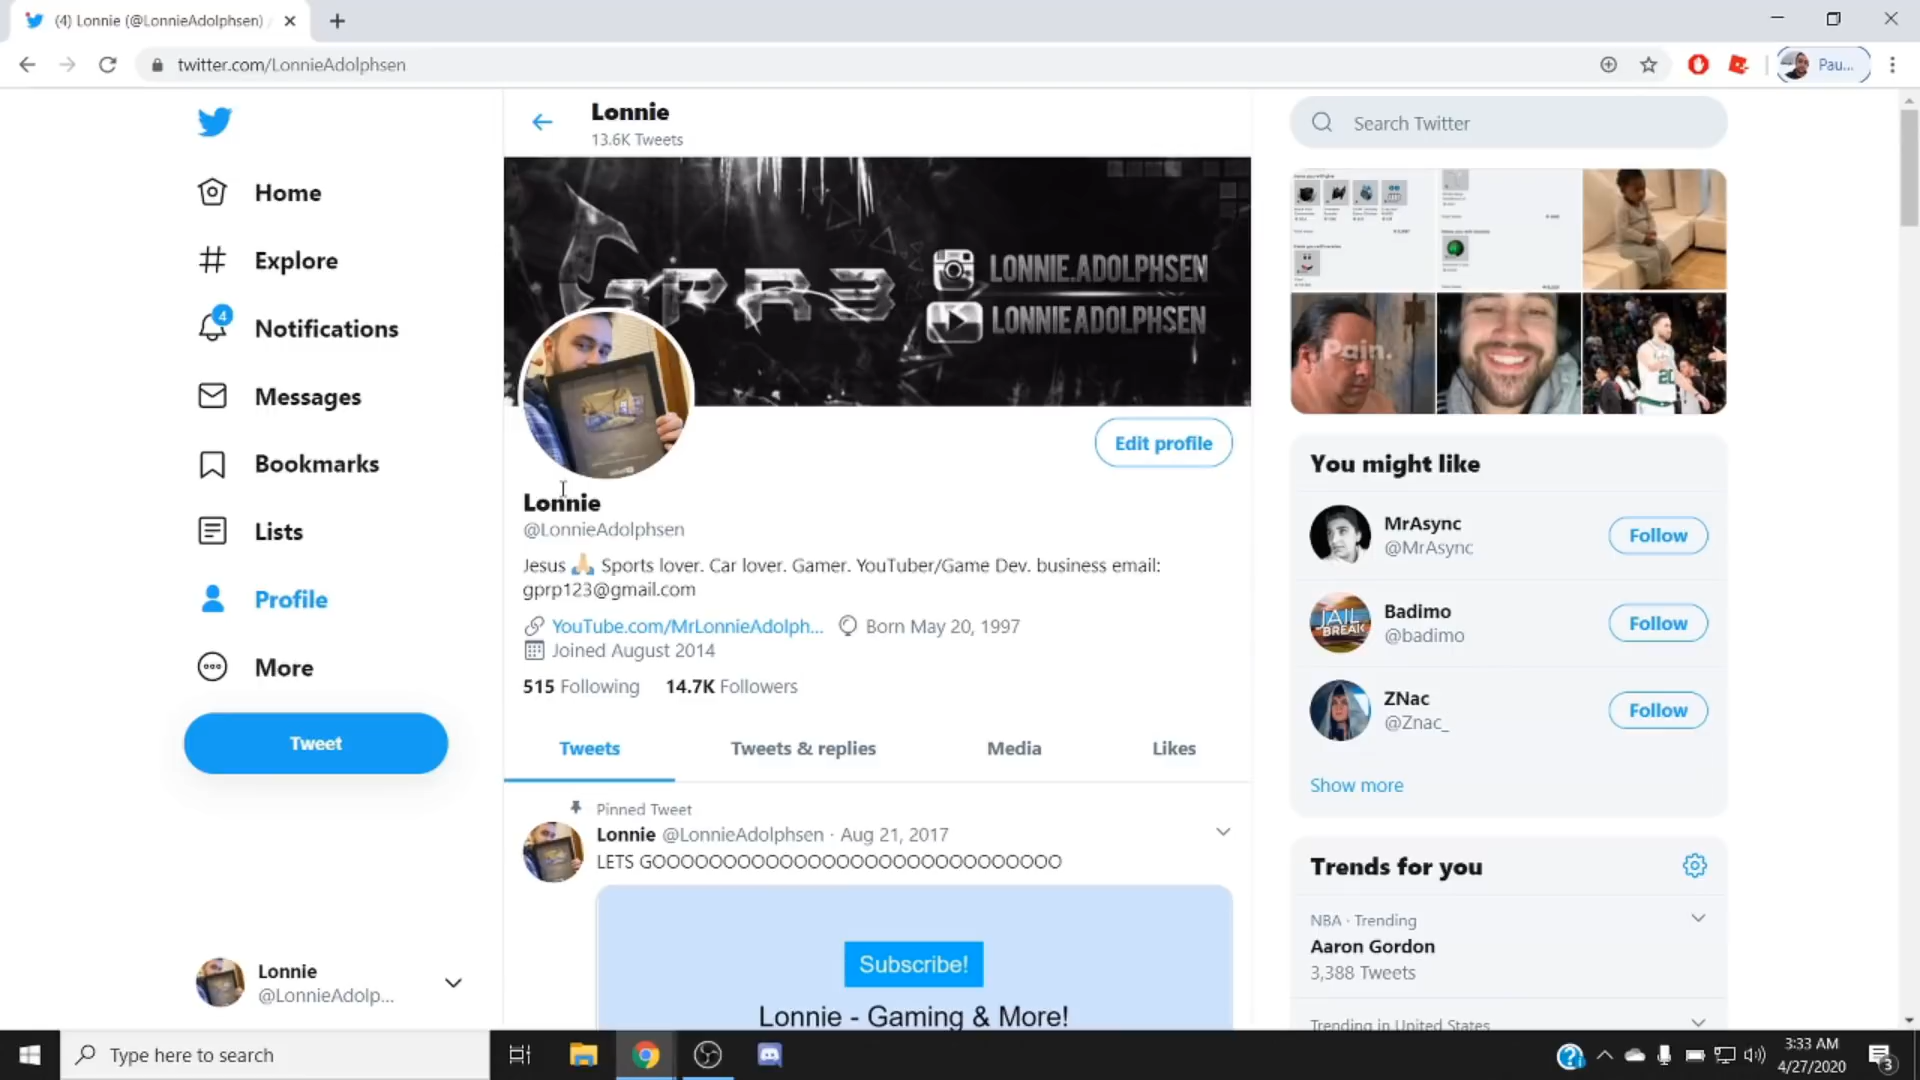 (4) Lonnie (@LonnieAdolphsen)
twitter.com/LonnieAdolphsen
Pau...
Lonnie
13.6K Tweets
Search Twitter
Home
Explore
4
Notifications
Messages
Bookmarks
Lists
Profile
More
Tweet
GPR3
LONNIE.ADOLPHSEN
LONNIEADOLPHSEN
Edit profile
Lonnie
@LonnieAdolphsen
Jesus 🙏🏼 Sports lover. Car lover. Gamer. YouTuber/Game Dev. business email:
gprp123@gmail.com
YouTube.com/MrLonnieAdolph... Born May 20, 1997
Joined August 2014
515 Following 14.7K Followers
Tweets Tweets & replies Media Likes
Pinned Tweet
Lonnie @LonnieAdolphsen · Aug 21, 2017
LETS GOOOOOOOOOOOOOOOOOOOOOOOOOOOOO
Subscribe!
Lonnie - Gaming & More!
Pain.
20
You might like
MrAsync
@MrAsync
Follow
Badimo
@badimo
Follow
JAIL
BREAK
ZNac
@Znac_
Follow
Show more
Trends for you
NBA · Trending
Aaron Gordon
3,388 Tweets
Trending in United States
Lonnie
@LonnieAdolp...
Type here to search
3:33 AM
4/27/2020
3